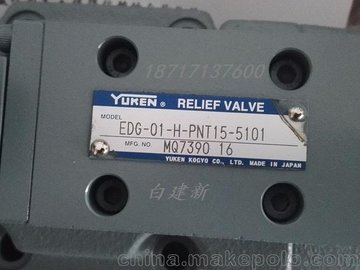 18717137600
YUKEN RELIEF VALVE
MODEL EDG-01-H-PNT15-5101
MFG. NO. MQ7390 16
YUKEN KOGYO CO., LTD. MADE IN JAPAN
白建新
china.makepolo.com